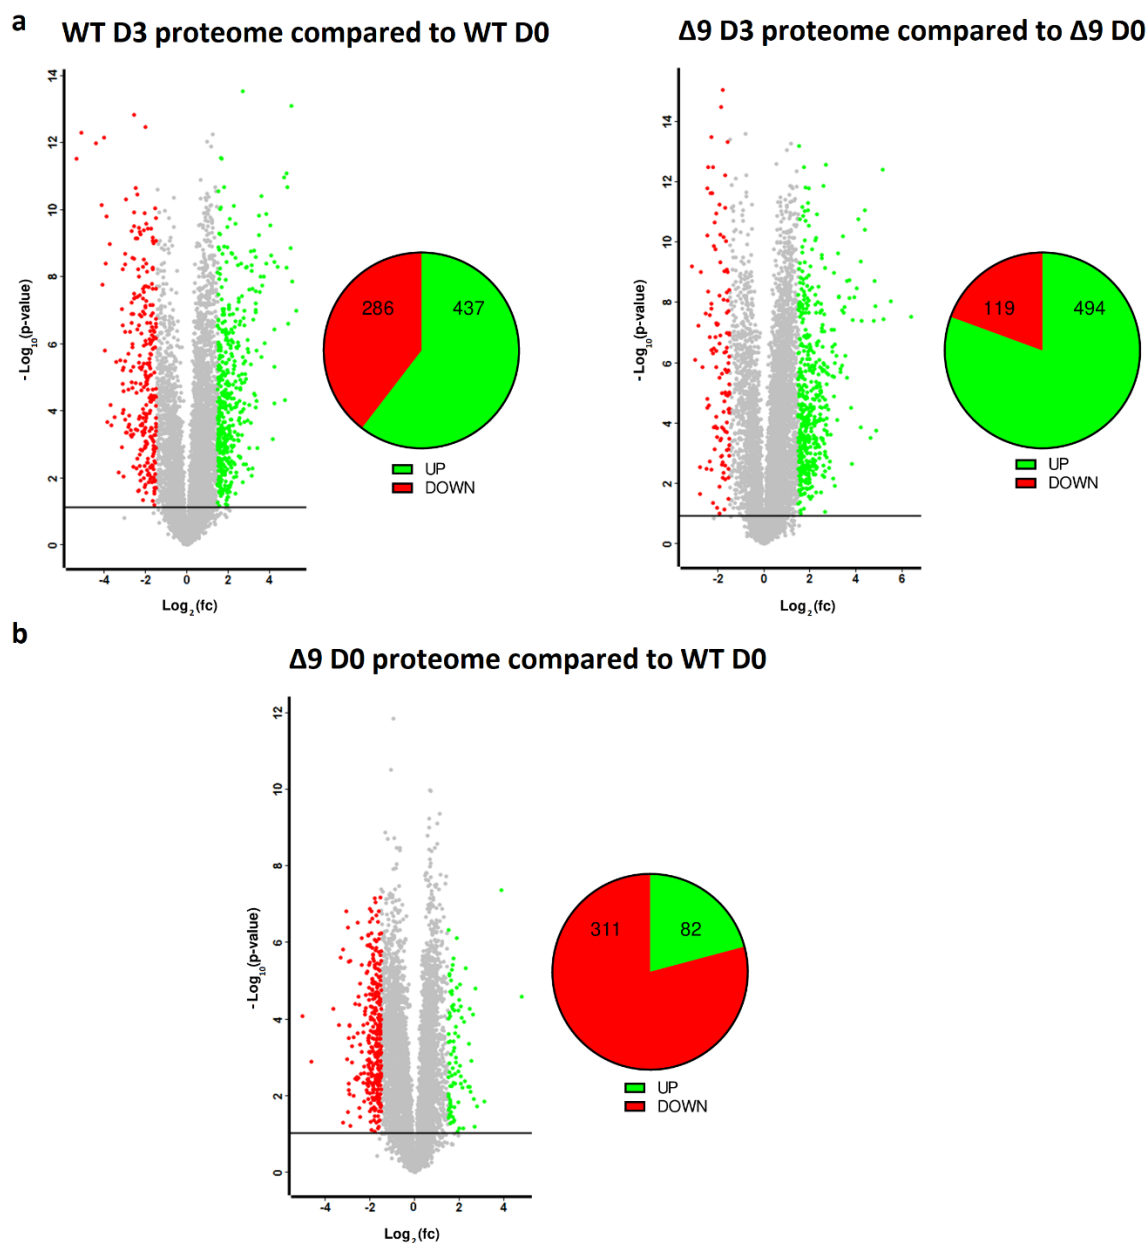 a
WT D3 proteome compared to WT D0
Δ9 D3 proteome compared to Δ9 D0
14
12
10
8
6
4
2
0
- Log10(p-value)
-4 -2 0 2 4
Log2(fc)
286
437
UP
DOWN
14
12
10
8
6
4
2
0
- Log10(p-value)
-2 0 2 4 6
Log2(fc)
119
494
UP
DOWN
b
Δ9 D0 proteome compared to WT D0
12
10
8
6
4
2
0
- Log10(p-value)
-4 -2 0 2 4
Log2(fc)
311
82
UP
DOWN